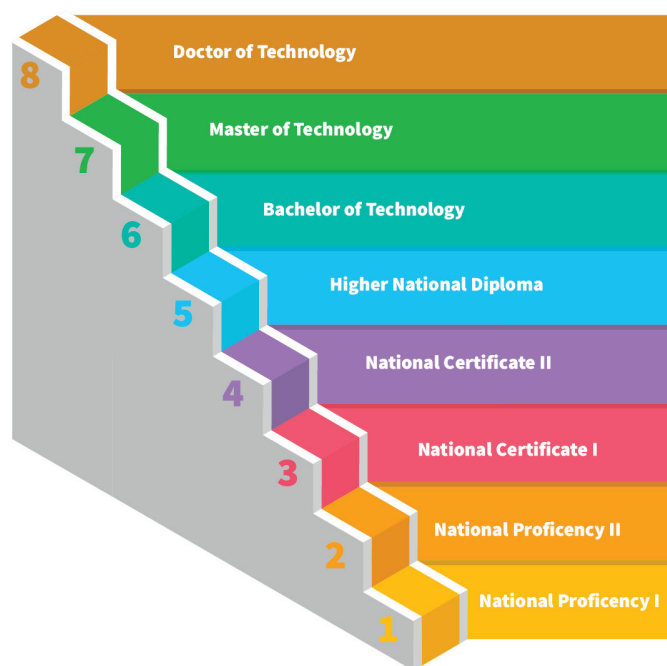 8 Doctor of Technology
7 Master of Technology
6 Bachelor of Technology
5 Higher National Diploma
4 National Certificate II
3 National Certificate I
2 National Proficency II
1 National Proficency I